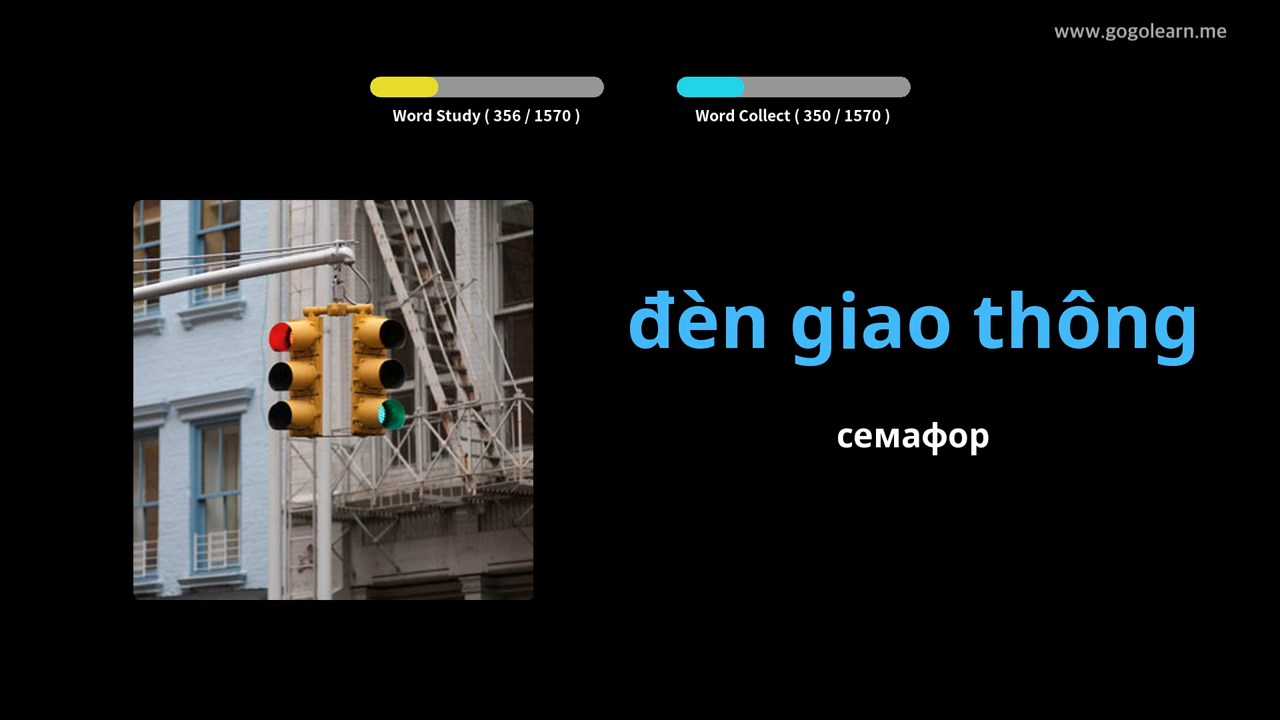 www.gogolearn.me
Word Study ( 356 / 1570 )
Word Collect ( 350 / 1570 )
đèn giao thông
семафор